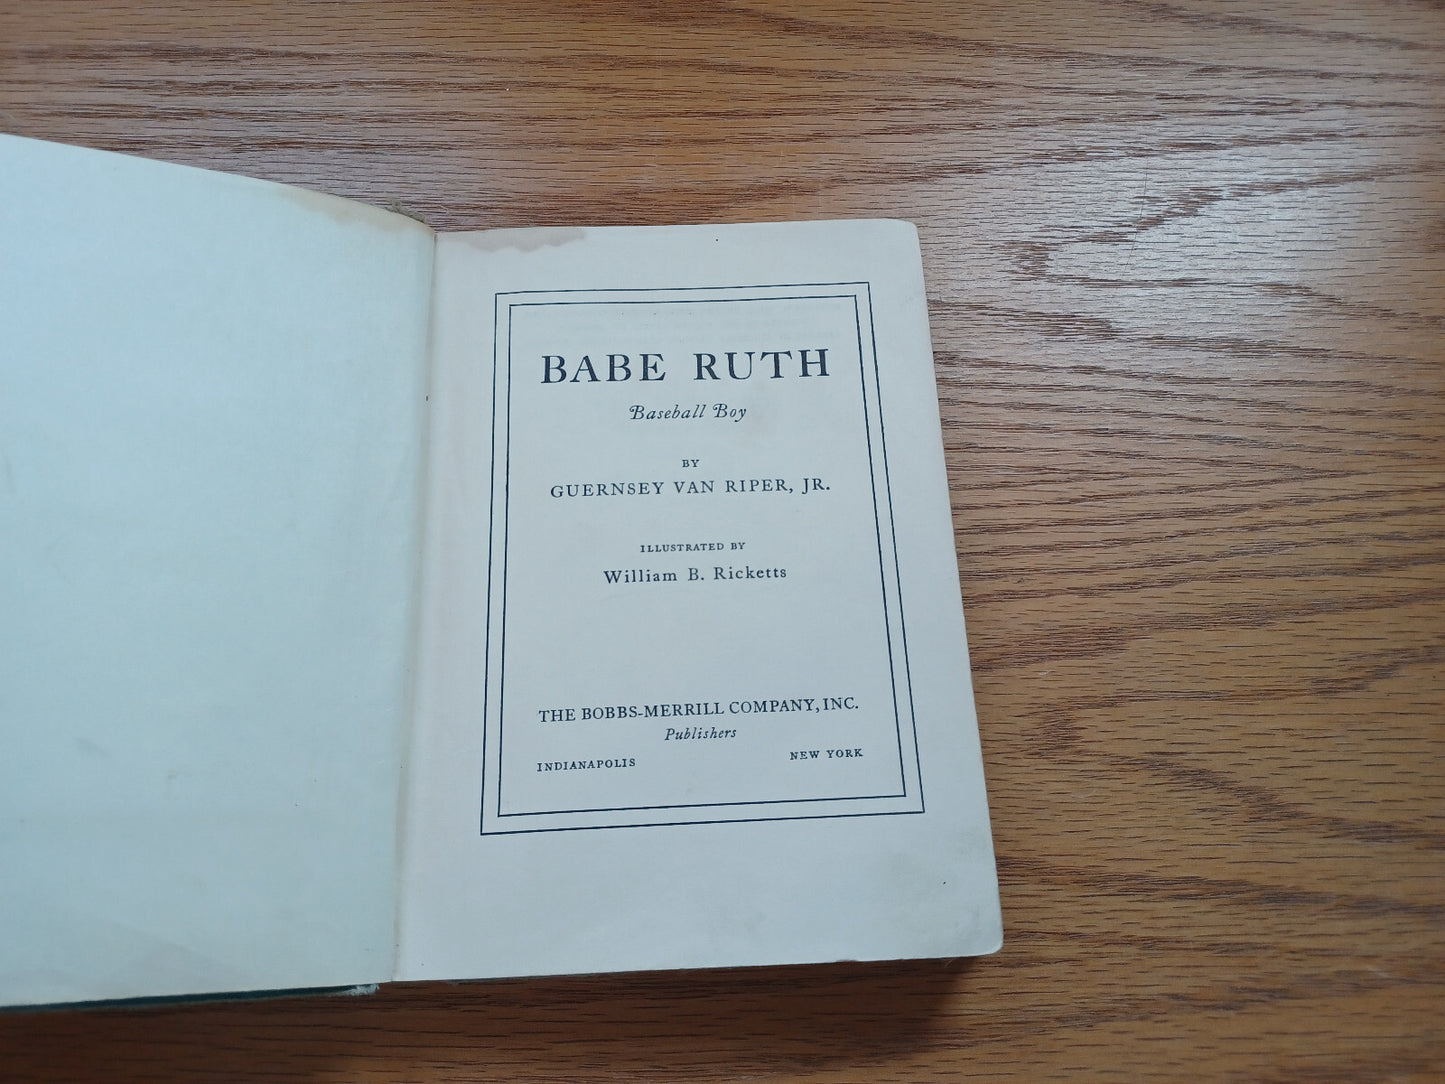 BABE RUTH
Baseball Boy
BY
GUERNSEY VAN RIPER, JR.
ILLUSTRATED BY
William B. Ricketts
THE BOBBS-MERRILL COMPANY, INC.
Publishers
INDIANAPOLIS NEW YORK